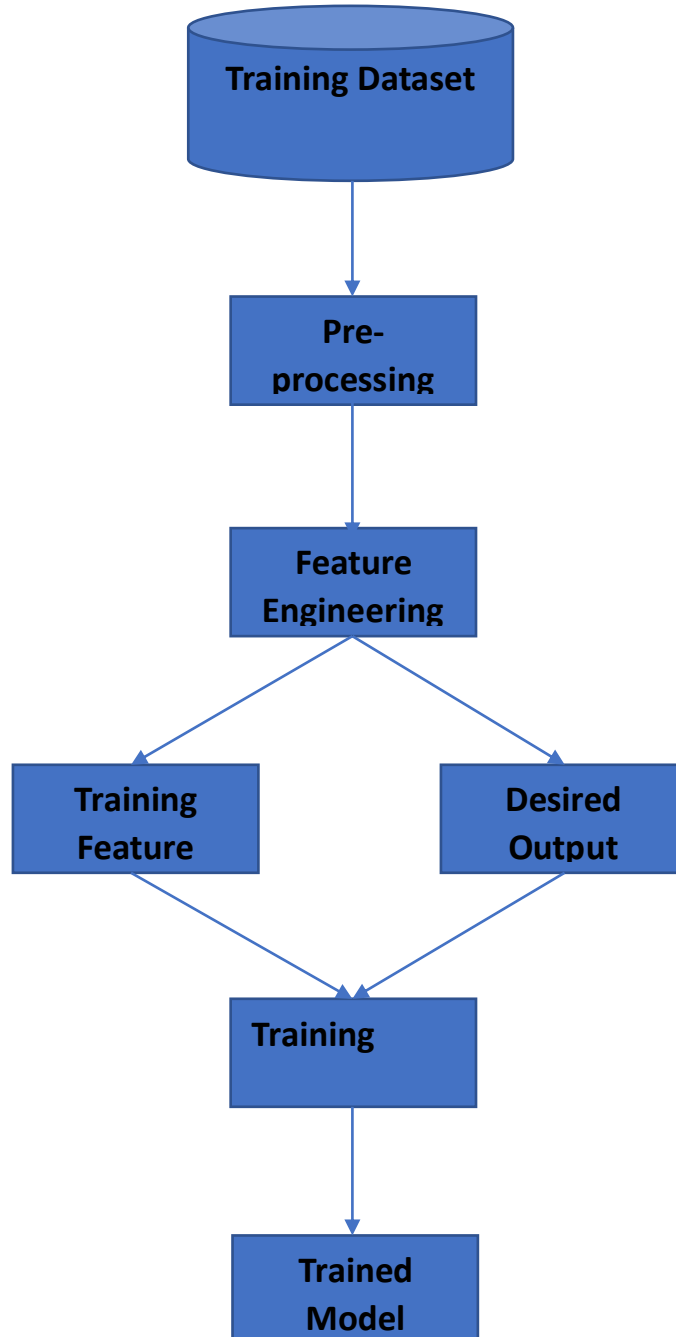 Training Dataset
Pre-
processing
Feature
Engineering
Training
Feature
Desired
Output
Training
Trained
Model